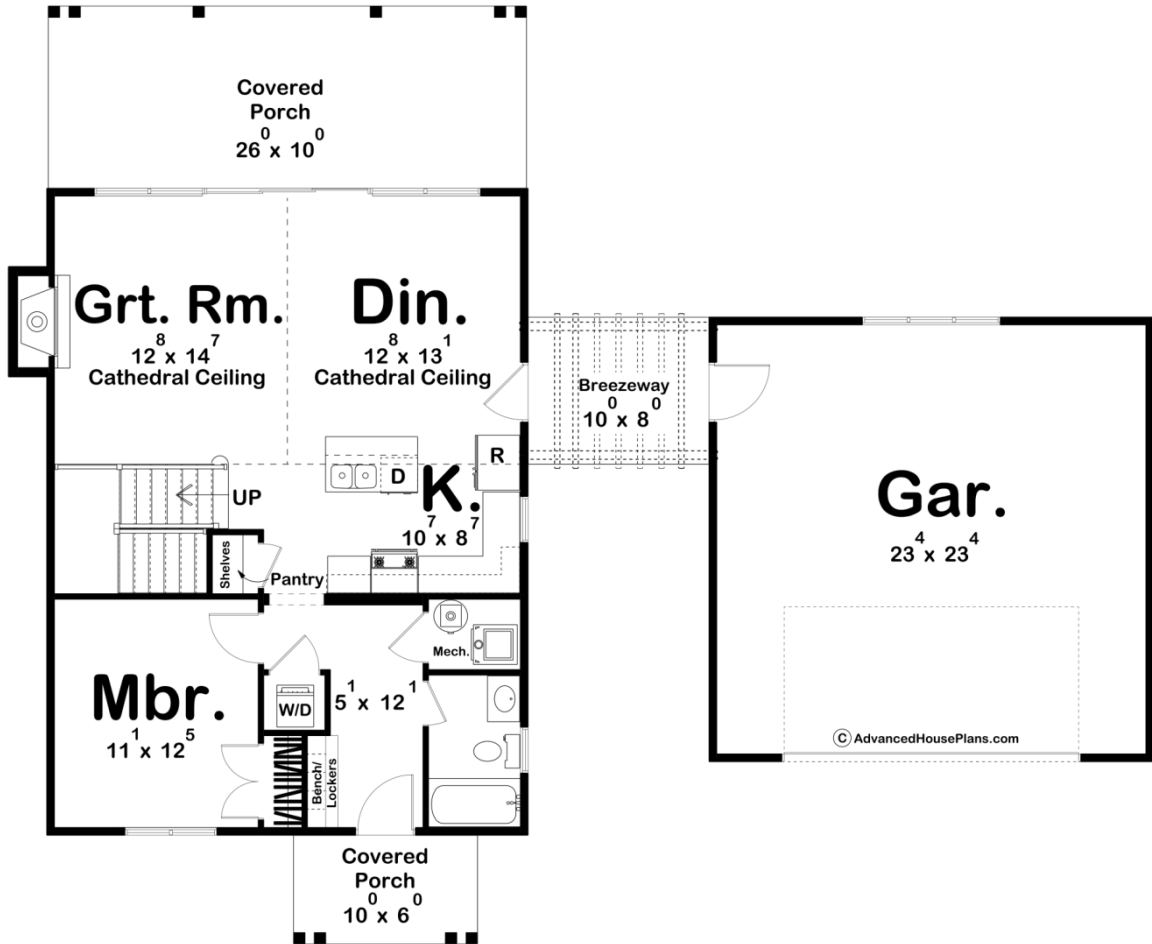 Covered
Porch
26⁰ x 10⁰
Grt. Rm.
12⁸ x 14⁷
Cathedral Ceiling
Din.
12⁸ x 13¹
Cathedral Ceiling
Breezeway
10⁰ x 8⁰
Gar.
23⁴ x 23⁴
R
D
K.
10⁷ x 8⁷
UP
Shelves
Pantry
Mech.
Mbr.
11¹ x 12⁵
W/D
5¹ x 12¹
Bench/
Lockers
© AdvancedHousePlans.com
Covered
Porch
10⁰ x 6⁰